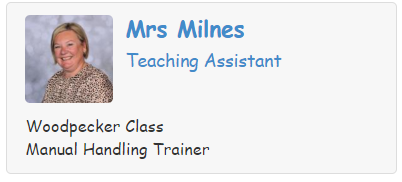 Mrs Milnes
Teaching Assistant
Woodpecker Class
Manual Handling Trainer